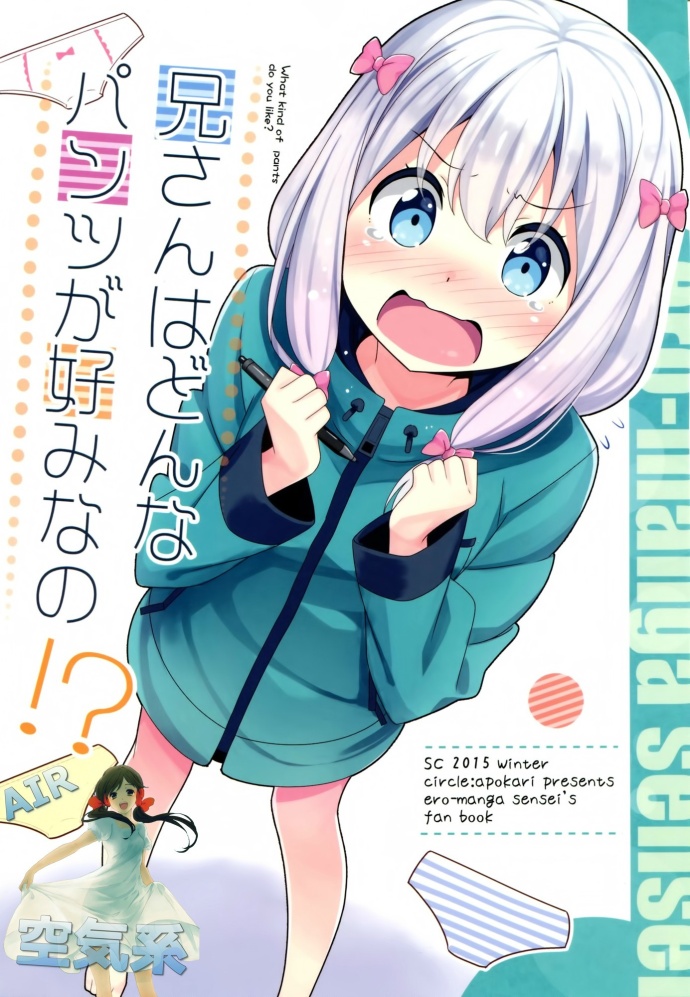 兄さんはどんな
パンツが好みなの
!?
What kind of pants
do you like?
ero-manga sensei
SC 2015 winter
circle:apokari presents
ero-manga sensei's
fan book
AIR
空気系